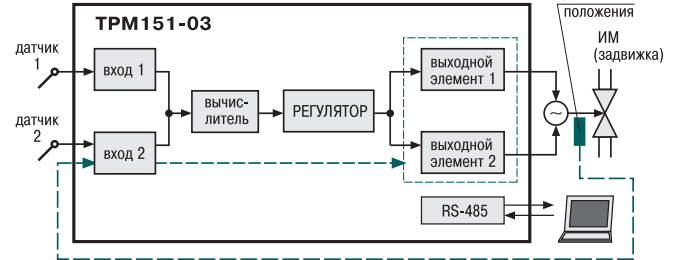 ТРМ151-03
положения
ИМ
(задвижка)
датчик
1
вход 1
вычис-
литель
РЕГУЛЯТОР
выходной
элемент 1
~
датчик
2
вход 2
выходной
элемент 2
RS-485